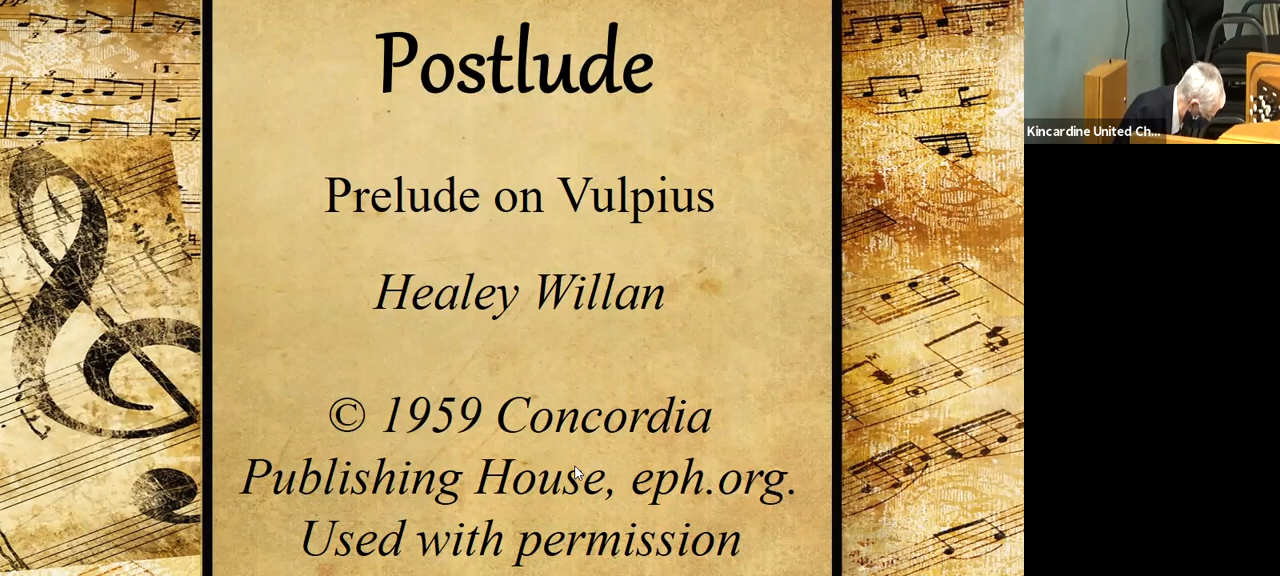 Postlude
Prelude on Vulpius
Healey Willan
© 1959 Concordia
Publishing House, eph.org.
Used with permission
Kincardine United Ch...